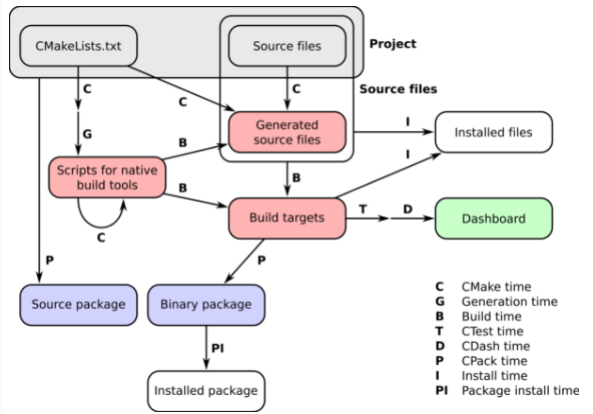 CMakeLists.txt
Source files
Project
C
C
C
Source files
G
B
Generated
source files
I
Installed files
I
Scripts for native
build tools
B
B
C
Build targets
T
D
Dashboard
P
P
Source package
Binary package
PI
Installed package
C CMake time
G Generation time
B Build time
T CTest time
D CDash time
P CPack time
I Install time
PI Package install time